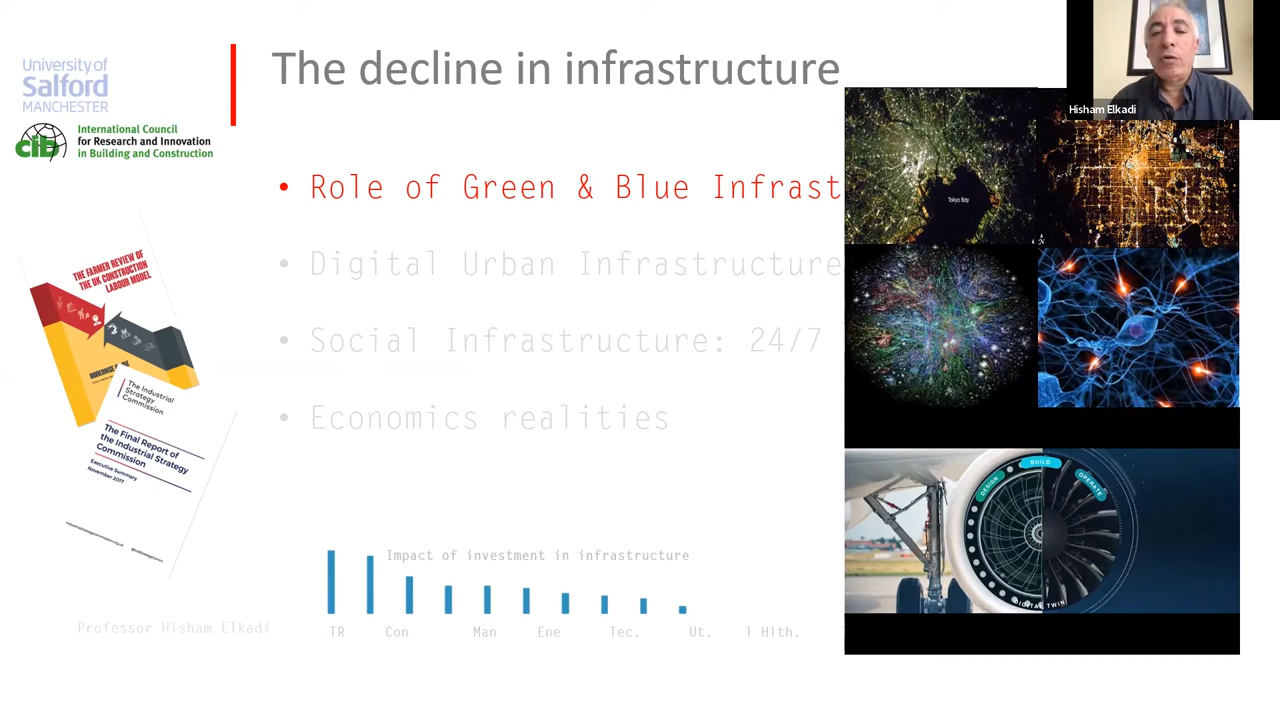 University of
Salford
MANCHESTER
cib
International Council
for Research and Innovation
in Building and Construction
The decline in infrastructure
Hisham Elkadi
• Role of Green & Blue Infrast
• Digital Urban Infrastructure
• Social Infrastructure: 24/7
• Economics realities
THE FARMER REVIEW OF
THE UK CONSTRUCTION
LABOUR MODEL
The Industrial
Strategy
Commission
The Final Report of
the Industrial Strategy
Commission
Executive Summary
November 2017
Tokyo Bay
DESIGN
BUILD
OPERATE
DIGITAL TWIN
Impact of investment in infrastructure
TR Con Man Ene Tec. Ut. l Hlth.
Professor Hisham Elkadi